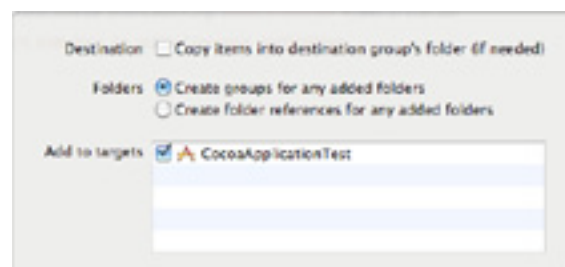 Destination Copy items into destination group's folder (if needed)
Folders Create groups for any added folders
Create folder references for any added folders
Add to targets CocoaApplicationTest